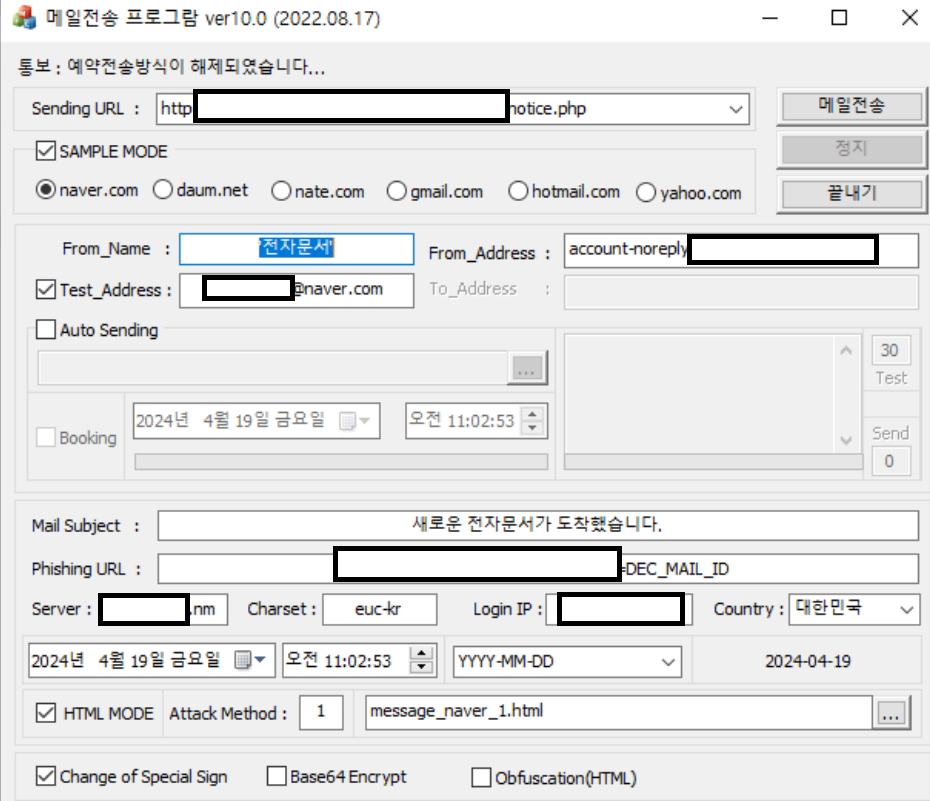 메일전송 프로그람 ver10.0 (2022.08.17)
통보 : 예약전송방식이 해제되였습니다...
Sending URL : http notice.php
메일전송
SAMPLE MODE
정지
naver.com daum.net nate.com gmail.com hotmail.com yahoo.com
끝내기
From_Name : '전자문서' From_Address : account-noreply
Test_Address : @naver.com To_Address :
Auto Sending
... 30
Test
Booking 2024년 4월 19일 금요일 오전 11:02:53
Send
0
Mail Subject : 새로운 전자문서가 도착했습니다.
Phishing URL : =DEC_MAIL_ID
Server : .nm Charset : euc-kr Login IP : Country : 대한민국
2024년 4월 19일 금요일 오전 11:02:53 YYYY-MM-DD 2024-04-19
HTML MODE Attack Method : 1 message_naver_1.html ...
Change of Special Sign Base64 Encrypt Obfuscation(HTML)